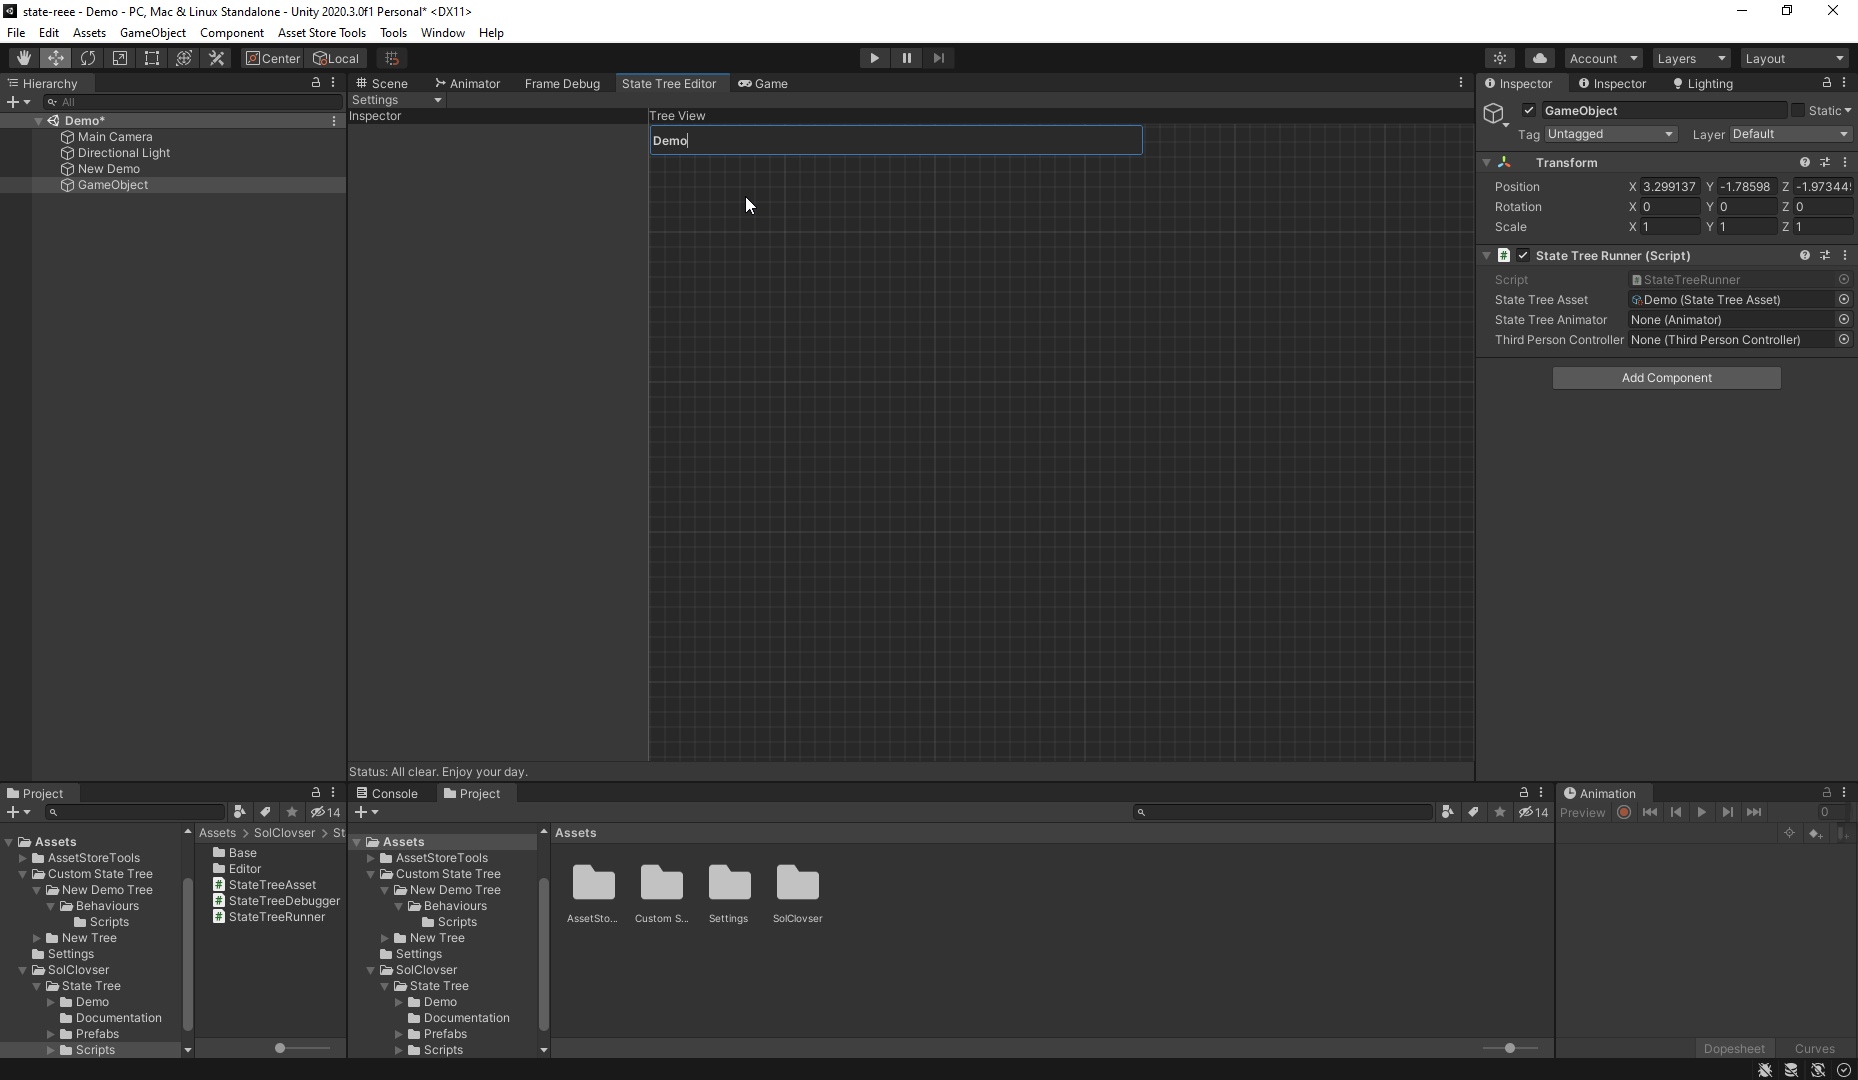 state-reee - Demo - PC, Mac & Linux Standalone - Unity 2020.3.0f1 Personal* <DX11>
File Edit Assets GameObject Component Asset Store Tools Tools Window Help
Center Local
Account Layers Layout
Hierarchy
All
Demo*
Main Camera
Directional Light
New Demo
GameObject
Scene Animator Frame Debug State Tree Editor Game
Settings
Inspector Tree View
Demo
Status: All clear. Enjoy your day.
Inspector Inspector Lighting
GameObject Static
Tag Untagged Layer Default
Transform
Position X 3.299137 Y -1.78598 Z -1.97344
Rotation X 0 Y 0 Z 0
Scale X 1 Y 1 Z 1
# State Tree Runner (Script)
Script StateTreeRunner
State Tree Asset Demo (State Tree Asset)
State Tree Animator None (Animator)
Third Person Controller None (Third Person Controller)
Add Component
Project
14
Assets
AssetStoreTools
Custom State Tree
New Demo Tree
Behaviours
Scripts
New Tree
Settings
SolClovser
State Tree
Demo
Documentation
Prefabs
Scripts
Assets > SolClovser > St
Base
Editor
# StateTreeAsset
# StateTreeDebugger
# StateTreeRunner
Console Project
14
Assets
AssetStoreTools
Custom State Tree
New Demo Tree
Behaviours
Scripts
New Tree
Settings
SolClovser
State Tree
Demo
Documentation
Prefabs
Scripts
Assets
AssetSto... Custom S... Settings SolClovser
Animation
Preview 0
Dopesheet Curves